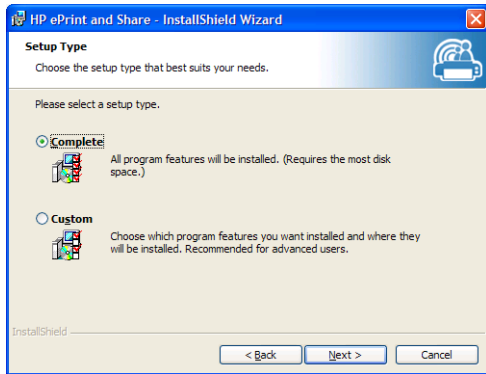 HP ePrint and Share - InstallShield Wizard
Setup Type
Choose the setup type that best suits your needs.
Please select a setup type.
Complete
All program features will be installed. (Requires the most disk
space.)
Custom
Choose which program features you want installed and where they
will be installed. Recommended for advanced users.
InstallShield
< Back Next > Cancel